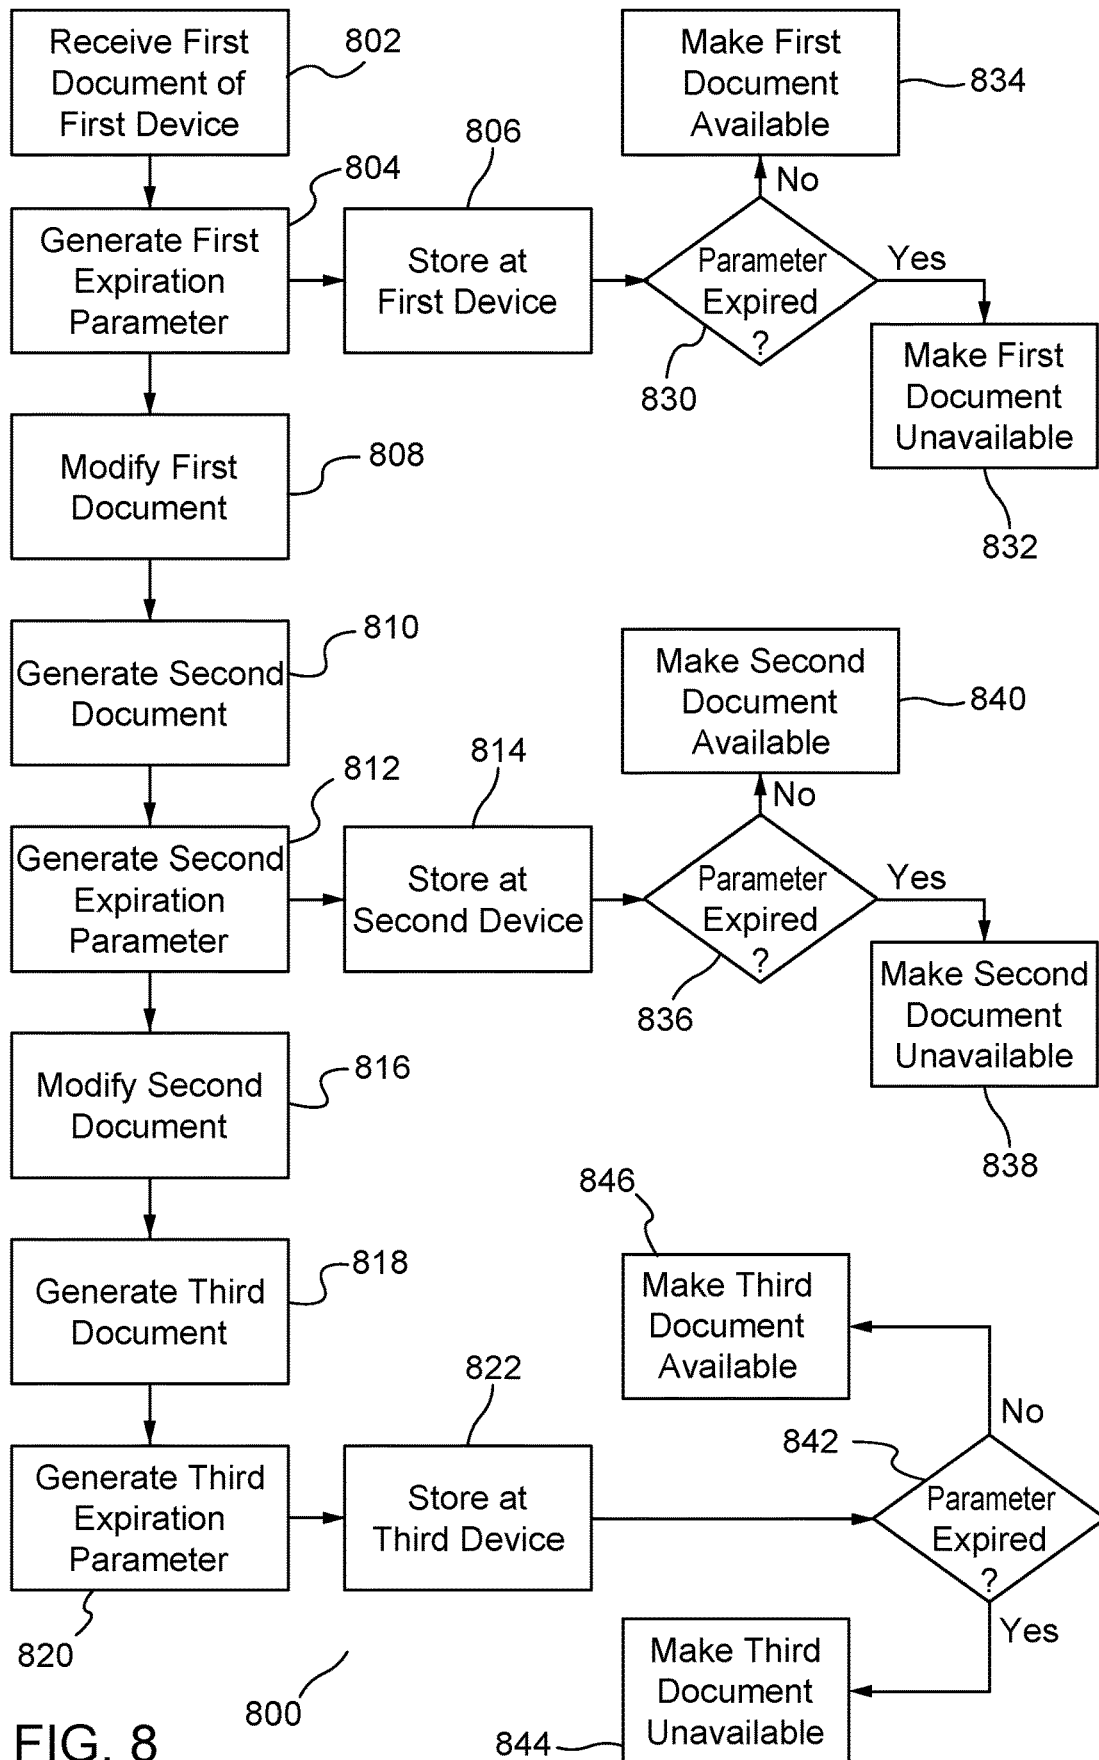 Receive First
Document of
First Device
802
Make First
Document
Available
834
804
806
No
Generate First
Expiration
Parameter
Store at
First Device
Parameter
Expired
?
Yes
830
Make First
Document
Unavailable
832
Modify First
Document
808
Generate Second
Document
810
Make Second
Document
Available
840
812
814
No
Generate Second
Expiration
Parameter
Store at
Second Device
Parameter
Expired
?
Yes
836
Make Second
Document
Unavailable
838
Modify Second
Document
816
Generate Third
Document
818
846
Make Third
Document
Available
822
No
842
Generate Third
Expiration
Parameter
Store at
Third Device
Parameter
Expired
?
Yes
820
800
Make Third
Document
Unavailable
844
FIG. 8